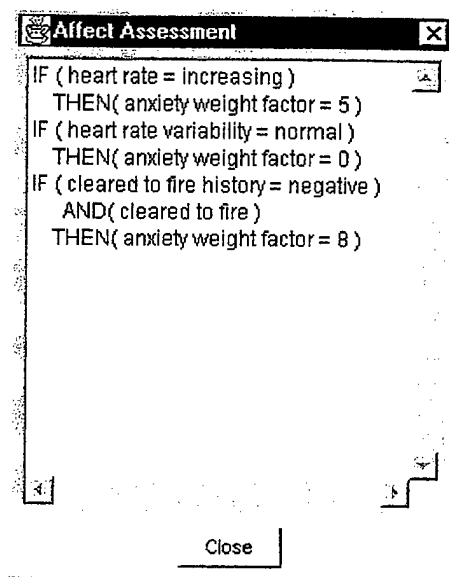 Affect Assessment
IF ( heart rate = increasing )
THEN( anxiety weight factor = 5 )
IF ( heart rate variability = normal )
THEN( anxiety weight factor = 0 )
IF ( cleared to fire history = negative )
AND( cleared to fire )
THEN( anxiety weight factor = 8 )
Close